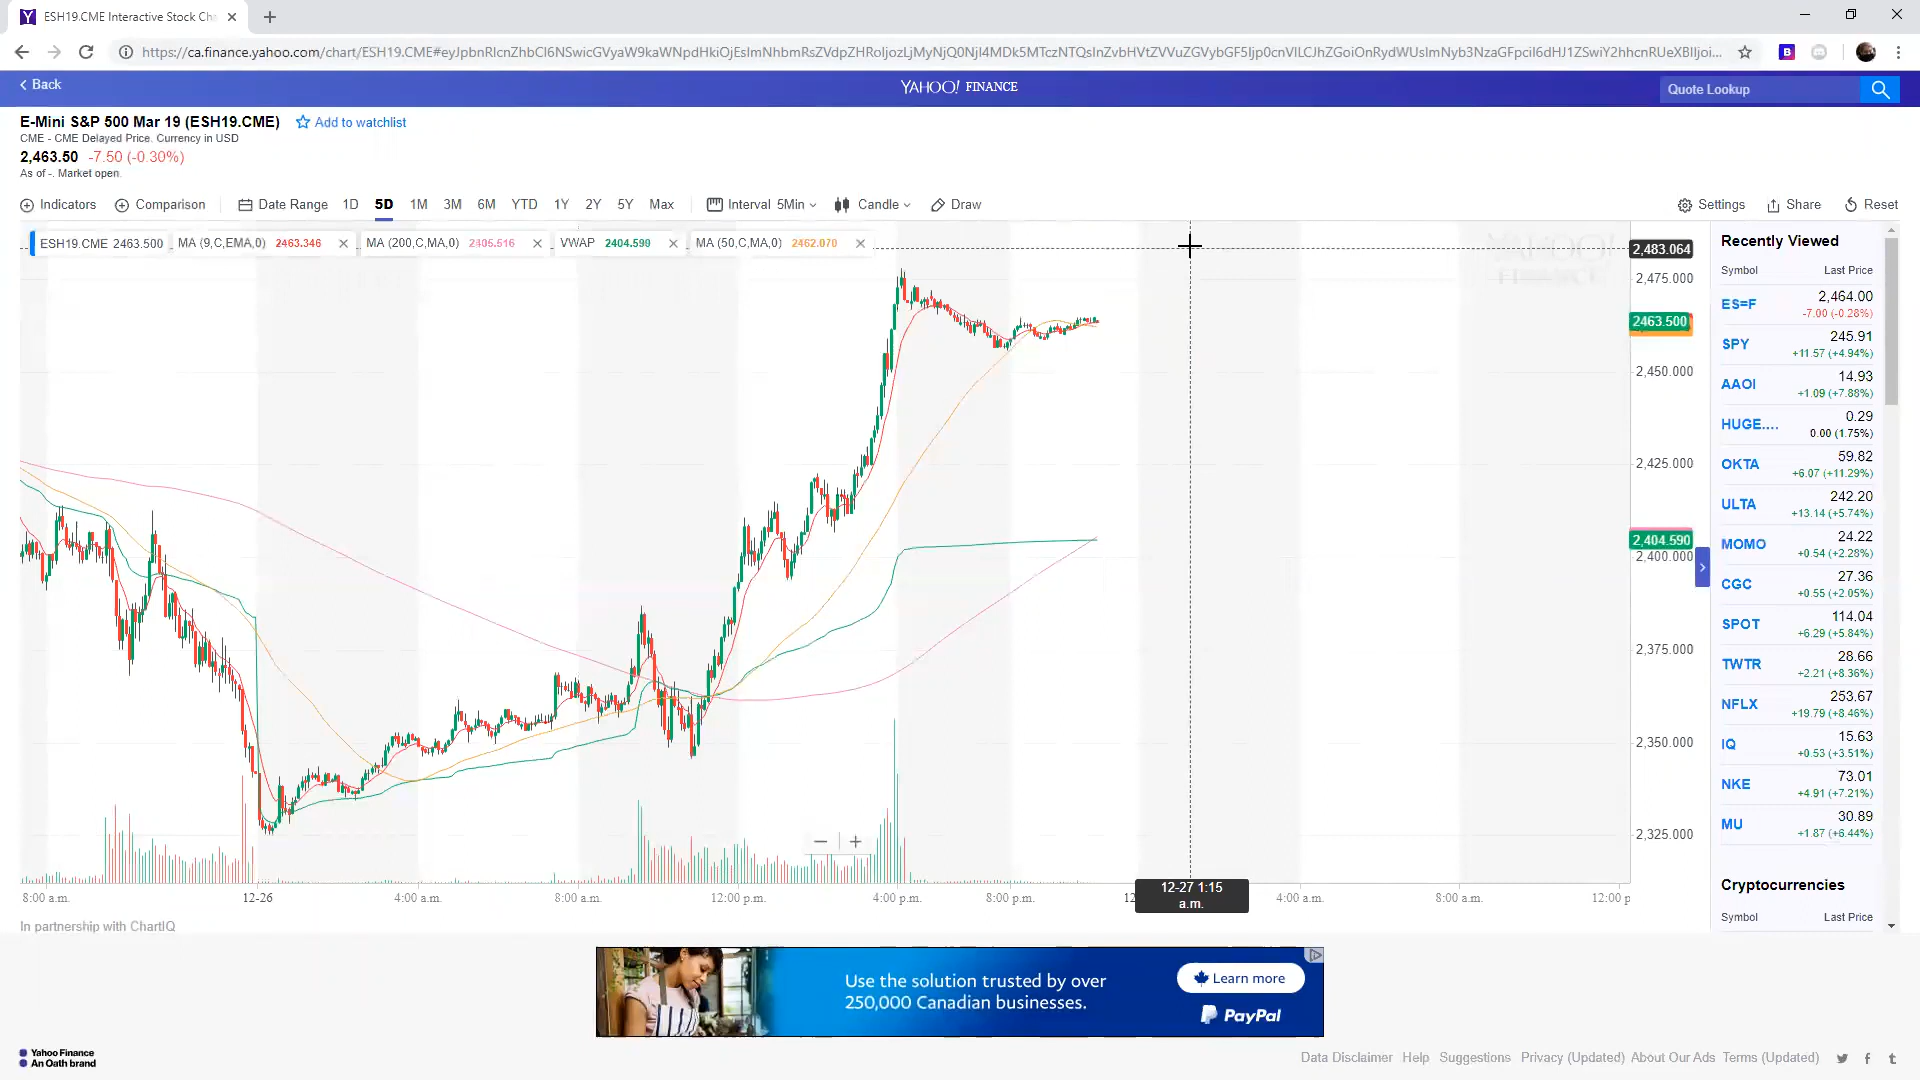 ESH19.CME Interactive Stock Cha
https://ca.finance.yahoo.com/chart/ESH19.CME
Back
YAHOO! FINANCE
Quote Lookup
E-Mini S&P 500 Mar 19 (ESH19.CME)
Add to watchlist
CME - CME Delayed Price. Currency in USD
2,463.50 -7.50 (-0.30%)
As of -. Market open.
Indicators Comparison Date Range 1D 5D 1M 3M 6M YTD 1Y 2Y 5Y Max Interval 5Min Candle Draw Settings Share Reset
ESH19.CME 2463.500 MA (9,C,EMA,0) 2463.346 MA (200,C,MA,0) 2405.516 VWAP 2404.590 MA (50,C,MA,0) 2462.070
YAHOO!
FINANCE
2,483.064
2,475.000
2463.500
2,450.000
2,425.000
2,404.590
2,400.000
2,375.000
2,350.000
2,325.000
8:00 a.m. 12-26 4:00 a.m. 8:00 a.m. 12:00 p.m. 4:00 p.m. 8:00 p.m. 12 4:00 a.m. 8:00 a.m. 12:00 p
12-27 1:15
a.m.
In partnership with ChartIQ
Recently Viewed
Symbol Last Price
ES=F 2,464.00
-7.00 (-0.28%)
SPY 245.91
+11.57 (+4.94%)
AAOI 14.93
+1.09 (+7.88%)
HUGE.... 0.29
0.00 (1.75%)
OKTA 59.82
+6.07 (+11.29%)
ULTA 242.20
+13.14 (+5.74%)
MOMO 24.22
+0.54 (+2.28%)
CGC 27.36
+0.55 (+2.05%)
SPOT 114.04
+6.29 (+5.84%)
TWTR 28.66
+2.21 (+8.36%)
NFLX 253.67
+19.79 (+8.46%)
IQ 15.63
+0.53 (+3.51%)
NKE 73.01
+4.91 (+7.21%)
MU 30.89
+1.87 (+6.44%)
Cryptocurrencies
Symbol Last Price
Use the solution trusted by over
250,000 Canadian businesses.
Learn more
PayPal
Yahoo Finance
An Oath brand
Data Disclaimer Help Suggestions Privacy (Updated) About Our Ads Terms (Updated)